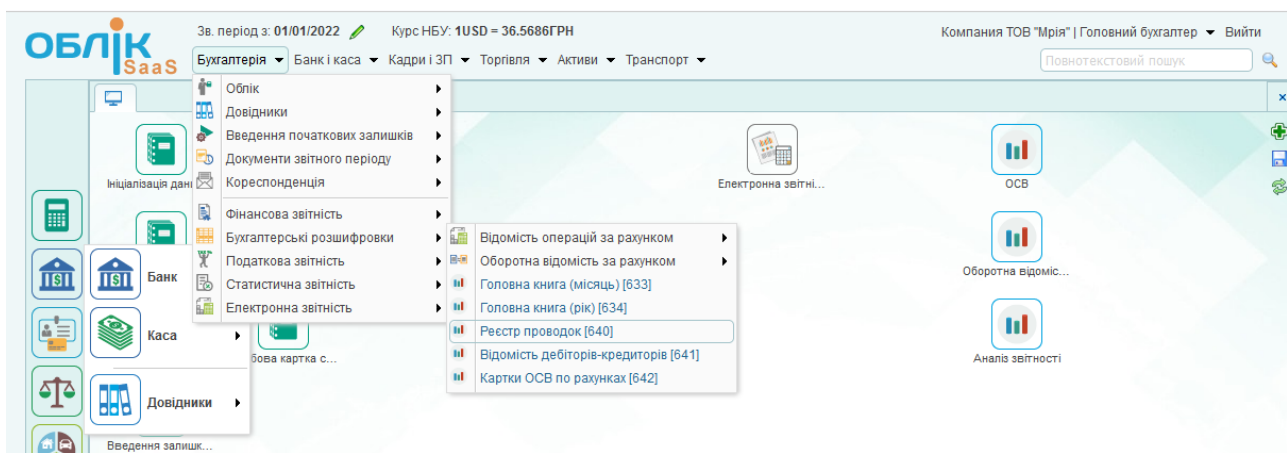 ОБЛІК SaaS
Зв. період з: 01/01/2022 Курс НБУ: 1USD = 36.5686ГРН
Компания ТОВ "Мрія" | Головний бухгалтер Вийти
Бухгалтерія Банк і каса Кадри і ЗП Торгівля Активи Транспорт
Повнотекстовий пошук
Облік
Довідники
Введення початкових залишків
Документи звітного періоду
Кореспонденція
Фінансова звітність
Бухгалтерські розшифровки
Податкова звітність
Статистична звітність
Електронна звітність
Відомість операцій за рахунком
Оборотна відомість за рахунком
Головна книга (місяць) [633]
Головна книга (рік) [634]
Реєстр проводок [640]
Відомість дебіторів-кредиторів [641]
Картки ОСВ по рахунках [642]
Ініціалізація дан
Електронна звітні...
ОСВ
Оборотна відоміс...
Аналіз звітності
Банк
Каса
Довідники
бова картка с...
Введення залишк...